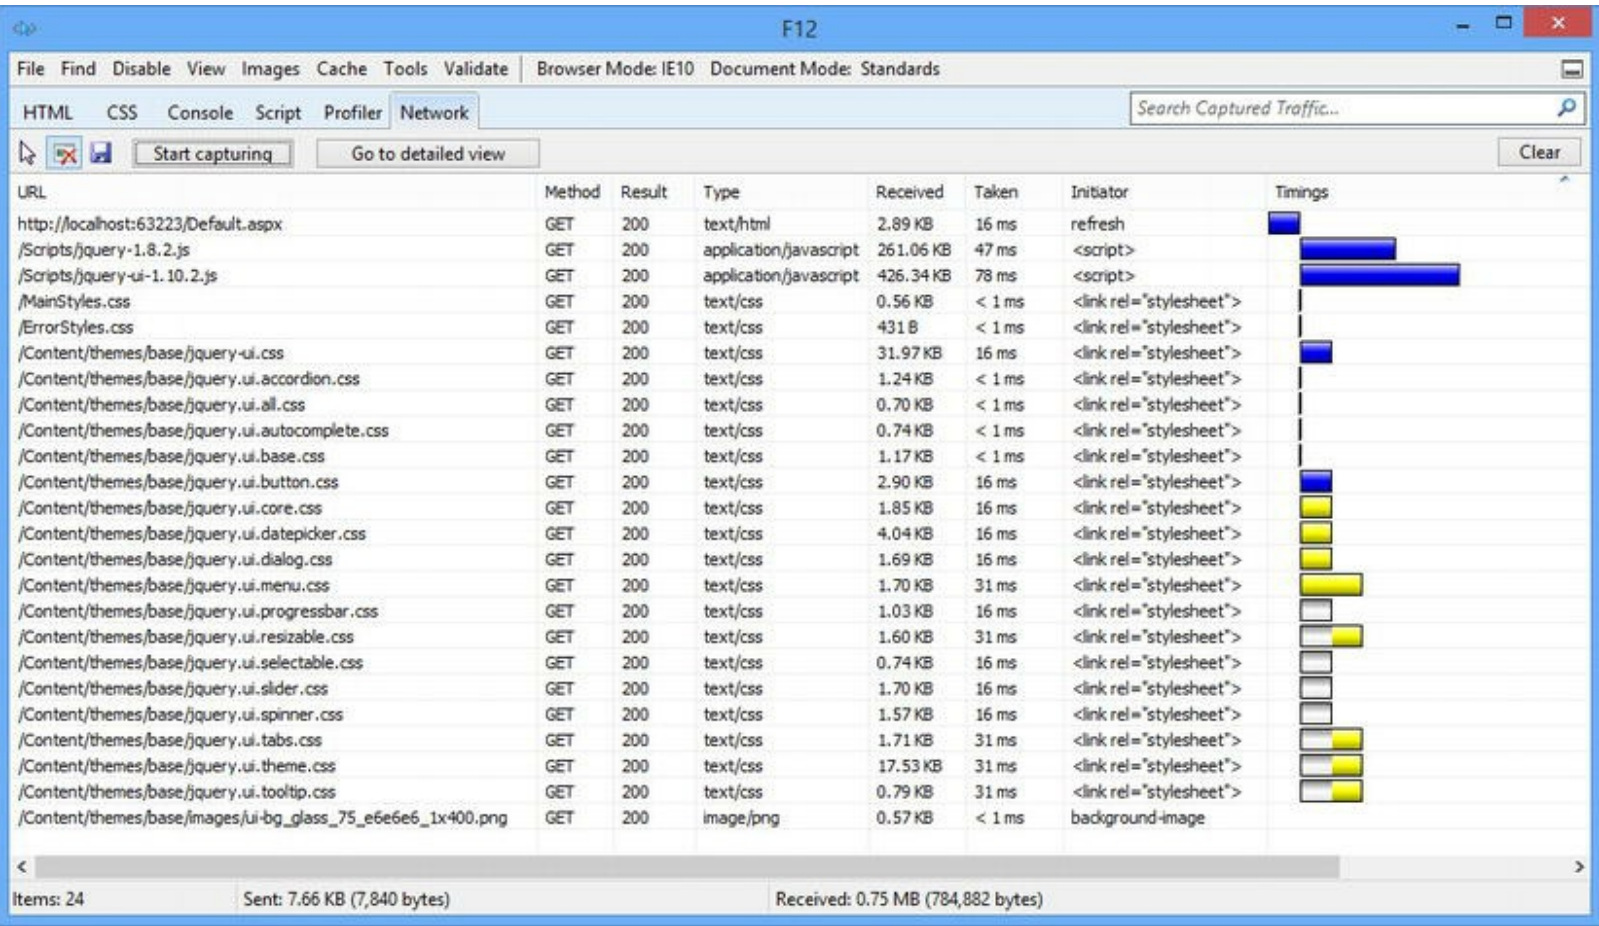 F12
File Find Disable View Images Cache Tools Validate Browser Mode: IE10 Document Mode: Standards
HTML CSS Console Script Profiler Network Search Captured Traffic...
Start capturing Go to detailed view Clear
URL Method Result Type Received Taken Initiator Timings
http://localhost:63223/Default.aspx GET 200 text/html 2.89 KB 16 ms refresh
/Scripts/jquery-1.8.2.js GET 200 application/javascript 261.06 KB 47 ms <script>
/Scripts/jquery-ui-1.10.2.js GET 200 application/javascript 426.34 KB 78 ms <script>
/MainStyles.css GET 200 text/css 0.56 KB < 1 ms <link rel="stylesheet">
/ErrorStyles.css GET 200 text/css 431 B < 1 ms <link rel="stylesheet">
/Content/themes/base/jquery-ui.css GET 200 text/css 31.97 KB 16 ms <link rel="stylesheet">
/Content/themes/base/jquery.ui.accordion.css GET 200 text/css 1.24 KB < 1 ms <link rel="stylesheet">
/Content/themes/base/jquery.ui.all.css GET 200 text/css 0.70 KB < 1 ms <link rel="stylesheet">
/Content/themes/base/jquery.ui.autocomplete.css GET 200 text/css 0.74 KB < 1 ms <link rel="stylesheet">
/Content/themes/base/jquery.ui.base.css GET 200 text/css 1.17 KB < 1 ms <link rel="stylesheet">
/Content/themes/base/jquery.ui.button.css GET 200 text/css 2.90 KB 16 ms <link rel="stylesheet">
/Content/themes/base/jquery.ui.core.css GET 200 text/css 1.85 KB 16 ms <link rel="stylesheet">
/Content/themes/base/jquery.ui.datepicker.css GET 200 text/css 4.04 KB 16 ms <link rel="stylesheet">
/Content/themes/base/jquery.ui.dialog.css GET 200 text/css 1.69 KB 16 ms <link rel="stylesheet">
/Content/themes/base/jquery.ui.menu.css GET 200 text/css 1.70 KB 31 ms <link rel="stylesheet">
/Content/themes/base/jquery.ui.progressbar.css GET 200 text/css 1.03 KB 16 ms <link rel="stylesheet">
/Content/themes/base/jquery.ui.resizable.css GET 200 text/css 1.60 KB 31 ms <link rel="stylesheet">
/Content/themes/base/jquery.ui.selectable.css GET 200 text/css 0.74 KB 16 ms <link rel="stylesheet">
/Content/themes/base/jquery.ui.slider.css GET 200 text/css 1.70 KB 16 ms <link rel="stylesheet">
/Content/themes/base/jquery.ui.spinner.css GET 200 text/css 1.57 KB 16 ms <link rel="stylesheet">
/Content/themes/base/jquery.ui.tabs.css GET 200 text/css 1.71 KB 31 ms <link rel="stylesheet">
/Content/themes/base/jquery.ui.theme.css GET 200 text/css 17.53 KB 31 ms <link rel="stylesheet">
/Content/themes/base/jquery.ui.tooltip.css GET 200 text/css 0.79 KB 31 ms <link rel="stylesheet">
/Content/themes/base/images/ui-bg_glass_75_e6e6e6_1x400.png GET 200 image/png 0.57 KB < 1 ms background-image
Items: 24 Sent: 7.66 KB (7,840 bytes) Received: 0.75 MB (784,882 bytes)